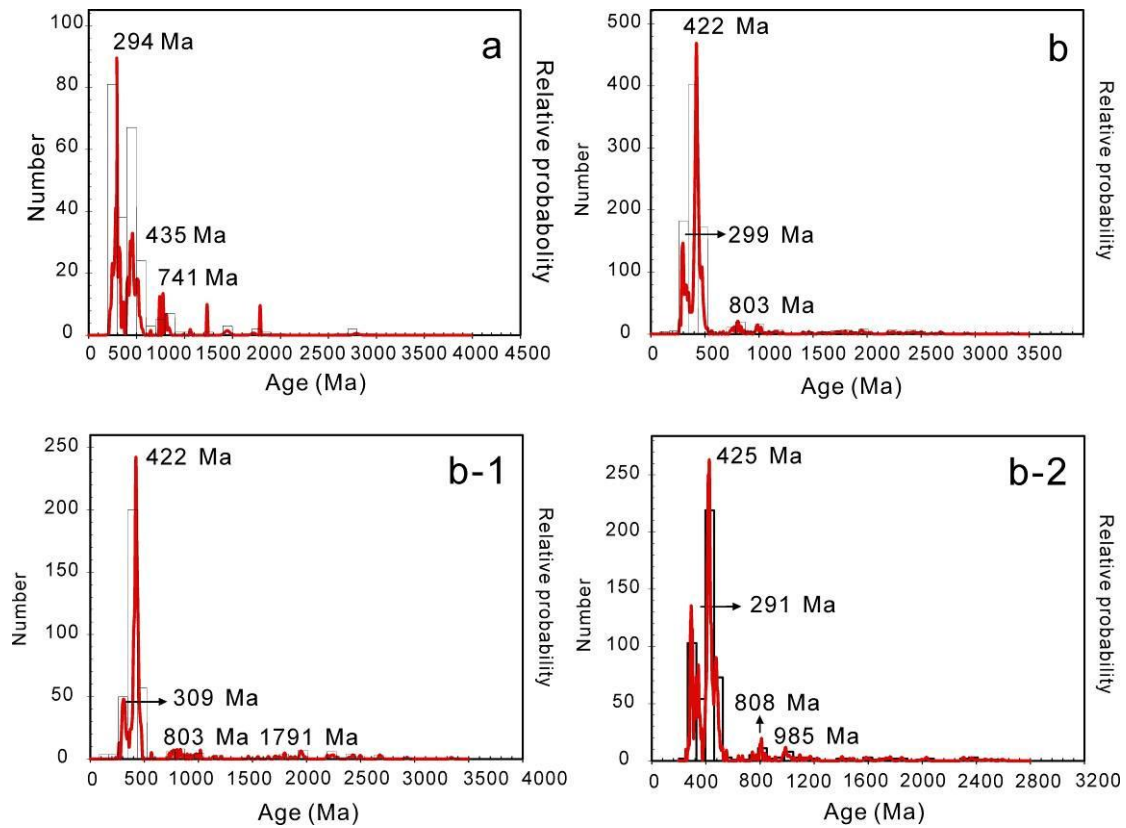 a
294 Ma
435 Ma
741 Ma
Number
Relative probabolity
100
80
60
40
20
0
0 500 1000 1500 2000 2500 3000 3500 4000 4500
Age (Ma)
b
422 Ma
299 Ma
803 Ma
Number
Relative probability
500
400
300
200
100
0
0 500 1000 1500 2000 2500 3000 3500
Age (Ma)
b-1
422 Ma
309 Ma
803 Ma 1791 Ma
Number
Relative probability
250
200
150
100
50
0
0 500 1000 1500 2000 2500 3000 3500 4000
Age (Ma)
b-2
425 Ma
291 Ma
808 Ma
985 Ma
Number
Relative probability
250
200
150
100
50
0
0 400 800 1200 1600 2000 2400 2800 3200
Age (Ma)